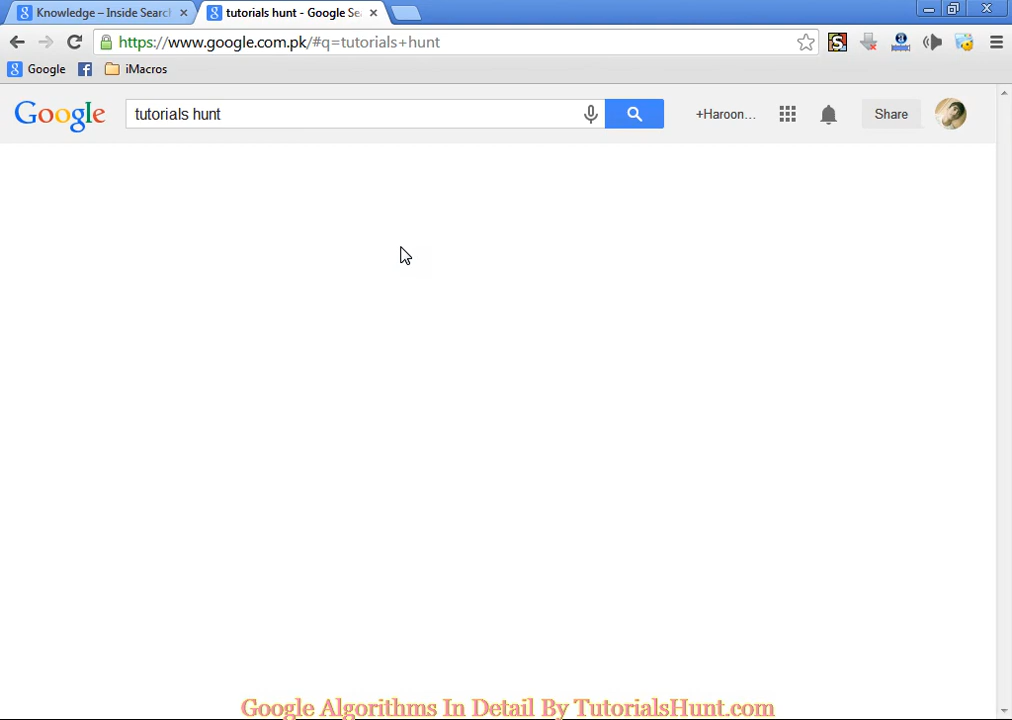 Knowledge – Inside Searc
tutorials hunt - Google Se
https://www.google.com.pk/#q=tutorials+hunt
Google
iMacros
Google
tutorials hunt
+Haroon...
Share
Google Algorithms In Detail By TutorialsHunt.com